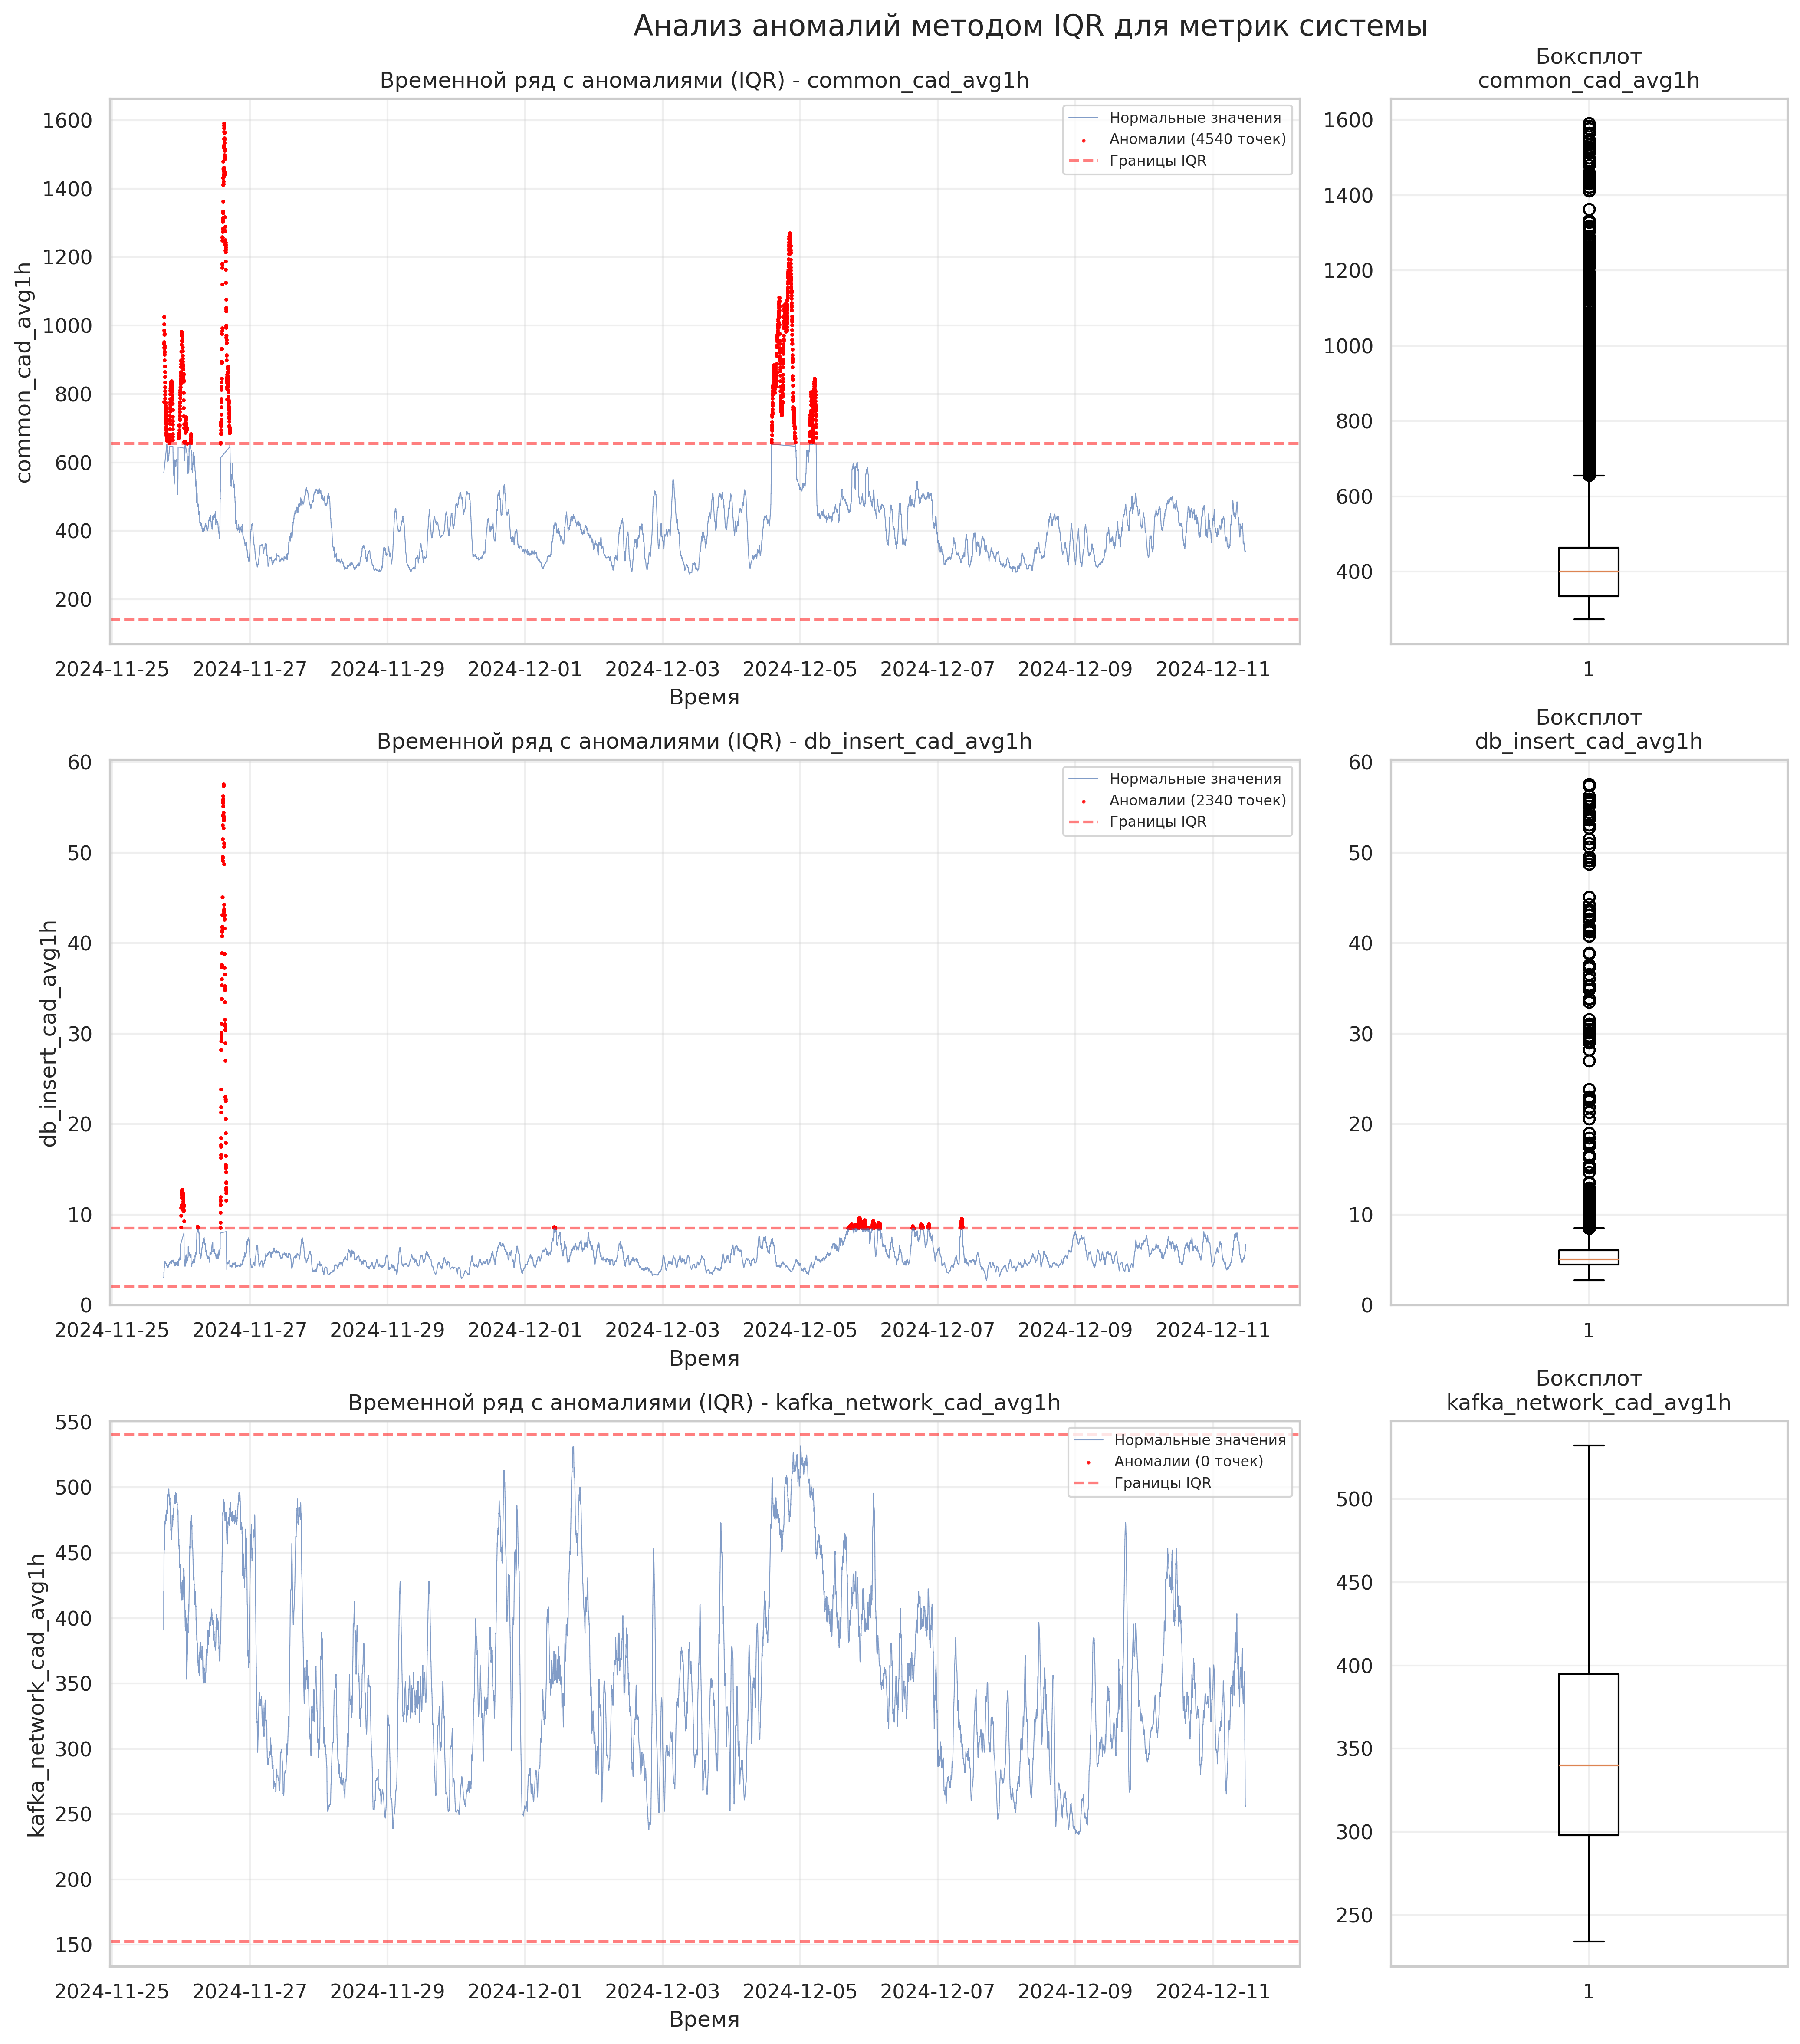 Анализ аномалий методом IQR для метрик системы
Временной ряд с аномалиями (IQR) - common_cad_avg1h
common_cad_avg1h
1600
1400
1200
1000
800
600
400
200
Нормальные значения
Аномалии (4540 точек)
Границы IQR
2024-11-25 2024-11-27 2024-11-29 2024-12-01 2024-12-03 2024-12-05 2024-12-07 2024-12-09 2024-12-11
Время
Боксплот
common_cad_avg1h
1600
1400
1200
1000
800
600
400
1
Временной ряд с аномалиями (IQR) - db_insert_cad_avg1h
db_insert_cad_avg1h
60
50
40
30
20
10
0
Нормальные значения
Аномалии (2340 точек)
Границы IQR
2024-11-25 2024-11-27 2024-11-29 2024-12-01 2024-12-03 2024-12-05 2024-12-07 2024-12-09 2024-12-11
Время
Боксплот
db_insert_cad_avg1h
60
50
40
30
20
10
0
1
Временной ряд с аномалиями (IQR) - kafka_network_cad_avg1h
kafka_network_cad_avg1h
550
500
450
400
350
300
250
200
150
Нормальные значения
Аномалии (0 точек)
Границы IQR
2024-11-25 2024-11-27 2024-11-29 2024-12-01 2024-12-03 2024-12-05 2024-12-07 2024-12-09 2024-12-11
Время
Боксплот
kafka_network_cad_avg1h
500
450
400
350
300
250
1